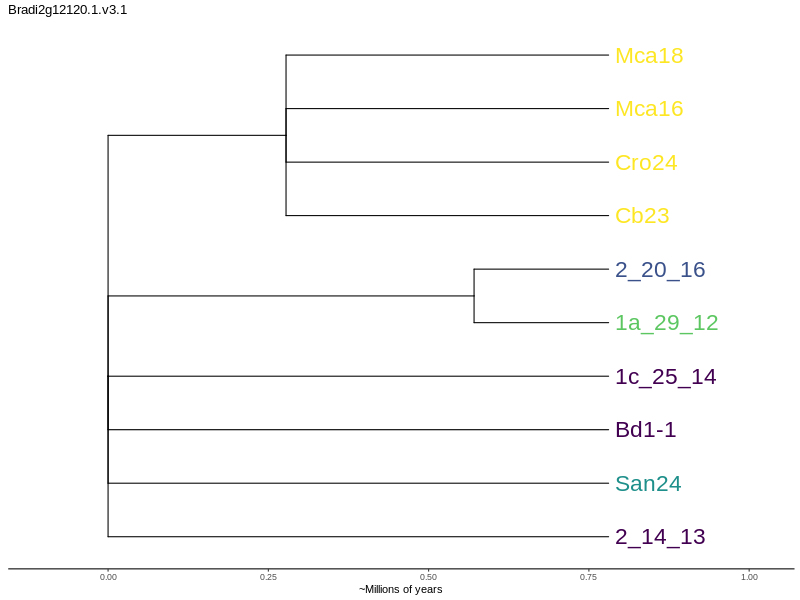 Bradi2g12120.1.v3.1
Mca18
Mca16
Cro24
Cb23
2_20_16
1a_29_12
1c_25_14
Bd1-1
San24
2_14_13
0.00 0.25 0.50 0.75 1.00
~Millions of years